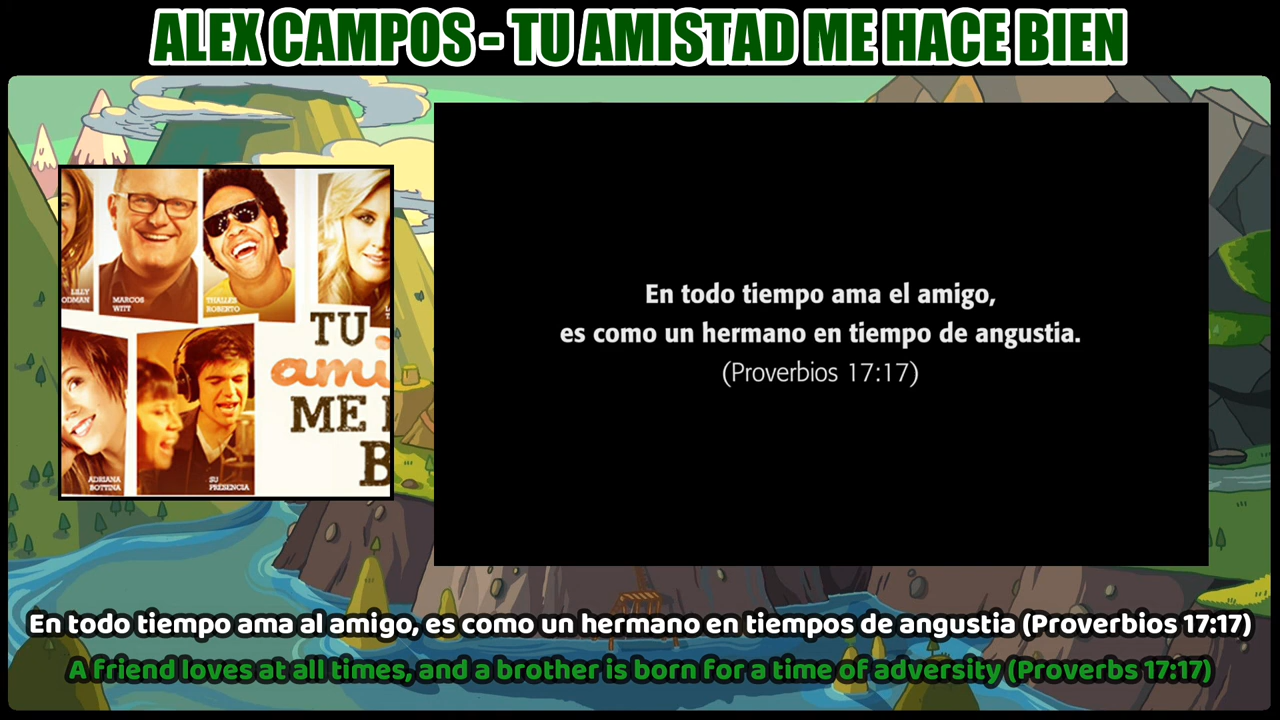 ALEX CAMPOS - TU AMISTAD ME HACE BIEN
LILLY
ODMAN
MARCOS
WITT
THALLES
ROBERTO
TU
ami
ME
B
ADRIANA
BOTTINA
SU
PRESENCIA
En todo tiempo ama el amigo,
es como un hermano en tiempo de angustia.
(Proverbios 17:17)
En todo tiempo ama al amigo, es como un hermano en tiempos de angustia (Proverbios 17:17)
A friend loves at all times, and a brother is born for a time of adversity (Proverbs 17:17)